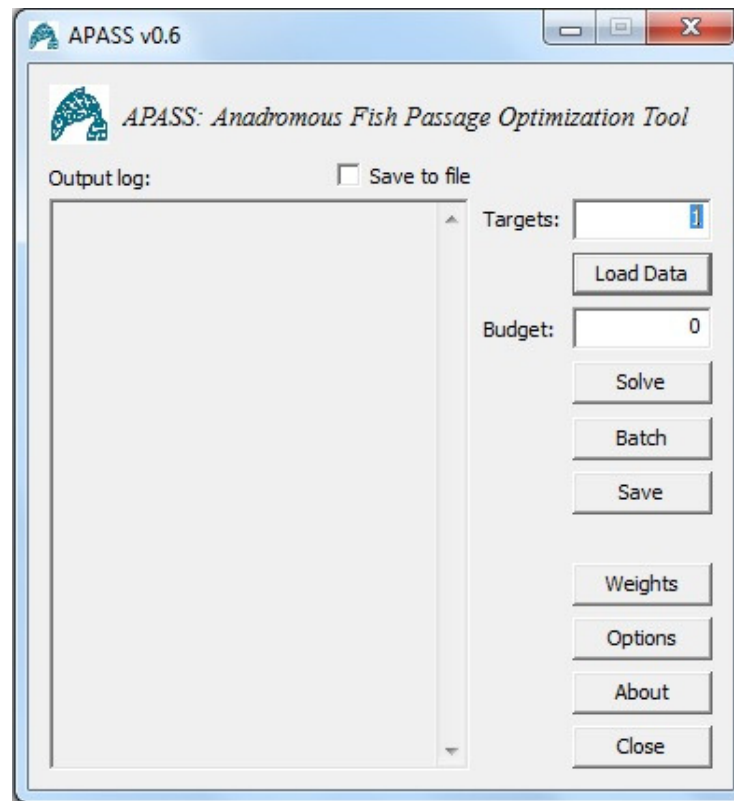 APASS v0.6
APASS: Anadromous Fish Passage Optimization Tool
Output log:
Save to file
Targets: 1
Load Data
Budget: 0
Solve
Batch
Save
Weights
Options
About
Close